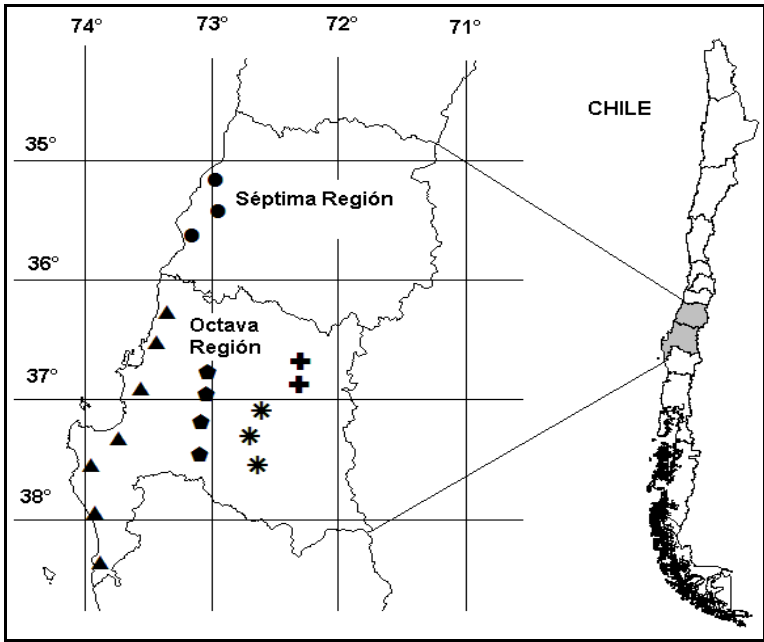 74° 73° 72° 71°
CHILE
35°
Séptima Región
36°
Octava
Región
37°
38°